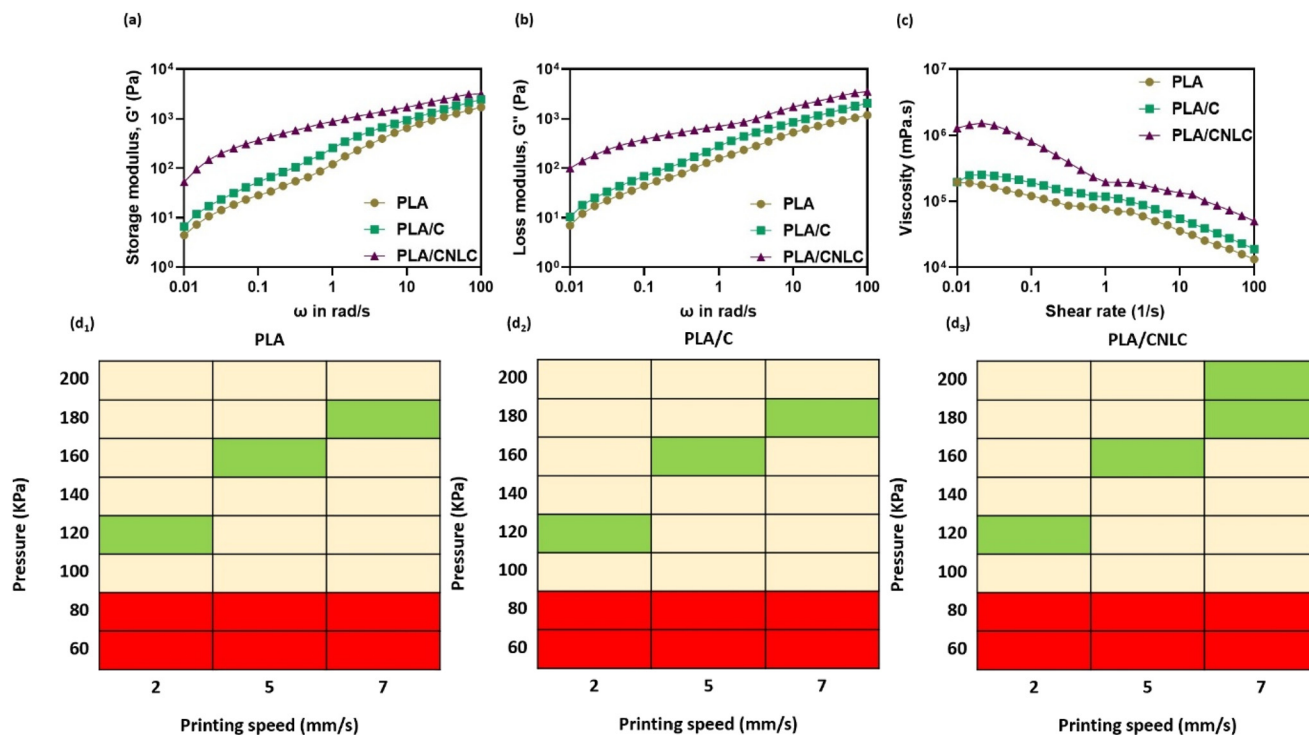 (a)
(b)
(c)
Storage modulus, G' (Pa)
10⁴
10³
10²
10¹
10⁰
PLA
PLA/C
PLA/CNLC
0.01 0.1 1 10 100
ω in rad/s
Loss modulus, G'' (Pa)
10⁴
10³
10²
10¹
10⁰
PLA
PLA/C
PLA/CNLC
0.01 0.1 1 10 100
ω in rad/s
Viscosity (mPa.s)
10⁷
10⁶
10⁵
10⁴
PLA
PLA/C
PLA/CNLC
0.01 0.1 1 10 100
Shear rate (1/s)
(d₁)
PLA
Pressure (KPa)
200
180
160
140
120
100
80
60
2 5 7
Printing speed (mm/s)
(d₂)
PLA/C
Pressure (KPa)
200
180
160
140
120
100
80
60
2 5 7
Printing speed (mm/s)
(d₃)
PLA/CNLC
Pressure (KPa)
200
180
160
140
120
100
80
60
2 5 7
Printing speed (mm/s)